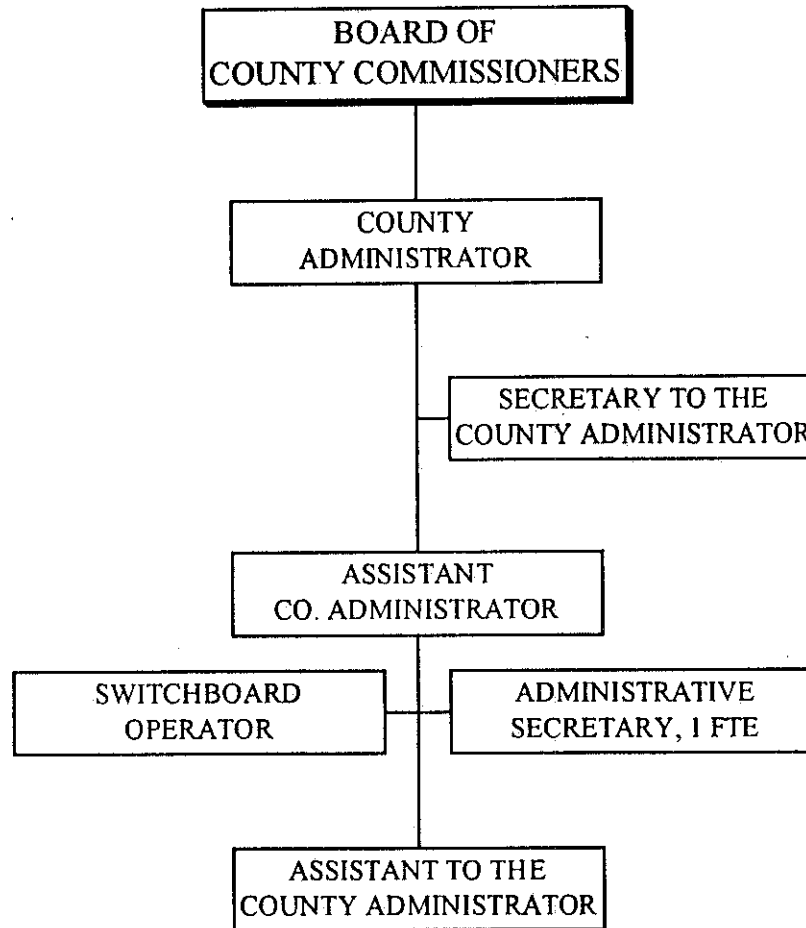 BOARD OF
COUNTY COMMISSIONERS
COUNTY
ADMINISTRATOR
SECRETARY TO THE
COUNTY ADMINISTRATOR
ASSISTANT
CO. ADMINISTRATOR
SWITCHBOARD
OPERATOR
ADMINISTRATIVE
SECRETARY, 1 FTE
ASSISTANT TO THE
COUNTY ADMINISTRATOR